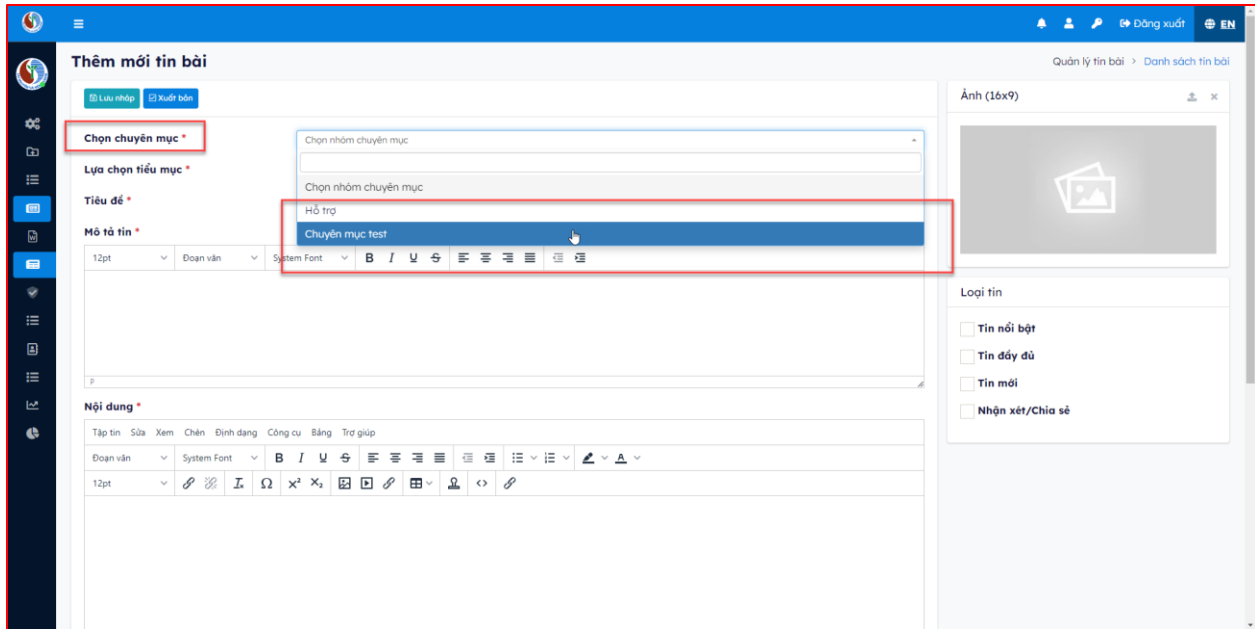 Đăng xuất EN
Thêm mới tin bài
Quản lý tin bài > Danh sách tin bài
Lưu nháp Xuất bản
Chọn chuyên mục *
Chọn nhóm chuyên mục
Lựa chọn tiểu mục *
Chọn nhóm chuyên mục
Tiêu đề *
Hỗ trợ
Mô tả tin *
Chuyên mục test
12pt Đoạn văn System Font B I U S
P
Nội dung *
Tập tin Sửa Xem Chèn Định dạng Công cụ Bảng Trợ giúp
Đoạn văn System Font B I U S A
12pt Ix Ω X² X₂
Ảnh (16x9)
Loại tin
Tin nổi bật
Tin đầy đủ
Tin mới
Nhận xét/Chia sẻ